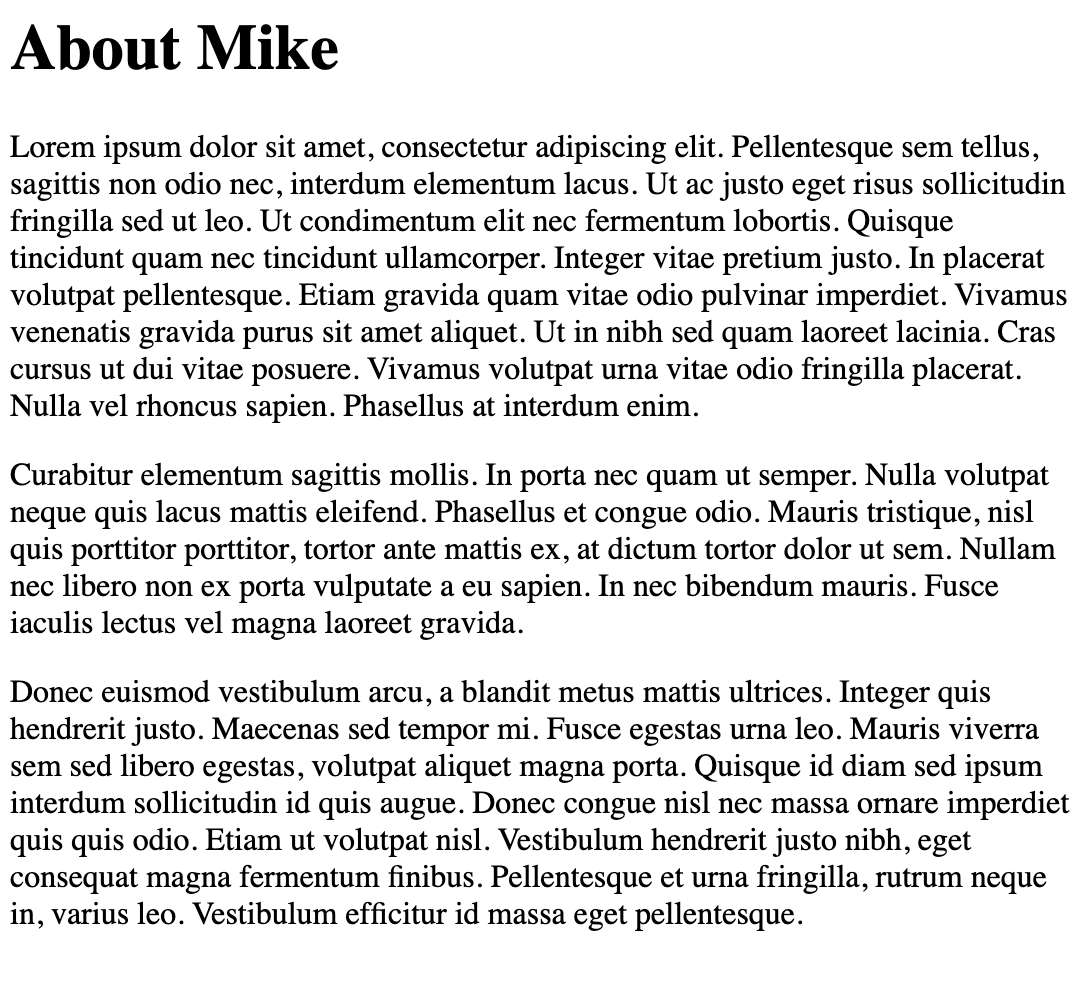 About Mike
Lorem ipsum dolor sit amet, consectetur adipiscing elit. Pellentesque sem tellus,
sagittis non odio nec, interdum elementum lacus. Ut ac justo eget risus sollicitudin
fringilla sed ut leo. Ut condimentum elit nec fermentum lobortis. Quisque
tincidunt quam nec tincidunt ullamcorper. Integer vitae pretium justo. In placerat
volutpat pellentesque. Etiam gravida quam vitae odio pulvinar imperdiet. Vivamus
venenatis gravida purus sit amet aliquet. Ut in nibh sed quam laoreet lacinia. Cras
cursus ut dui vitae posuere. Vivamus volutpat urna vitae odio fringilla placerat.
Nulla vel rhoncus sapien. Phasellus at interdum enim.
Curabitur elementum sagittis mollis. In porta nec quam ut semper. Nulla volutpat
neque quis lacus mattis eleifend. Phasellus et congue odio. Mauris tristique, nisl
quis porttitor porttitor, tortor ante mattis ex, at dictum tortor dolor ut sem. Nullam
nec libero non ex porta vulputate a eu sapien. In nec bibendum mauris. Fusce
iaculis lectus vel magna laoreet gravida.
Donec euismod vestibulum arcu, a blandit metus mattis ultrices. Integer quis
hendrerit justo. Maecenas sed tempor mi. Fusce egestas urna leo. Mauris viverra
sem sed libero egestas, volutpat aliquet magna porta. Quisque id diam sed ipsum
interdum sollicitudin id quis augue. Donec congue nisl nec massa ornare imperdiet
quis quis odio. Etiam ut volutpat nisl. Vestibulum hendrerit justo nibh, eget
consequat magna fermentum finibus. Pellentesque et urna fringilla, rutrum neque
in, varius leo. Vestibulum efficitur id massa eget pellentesque.